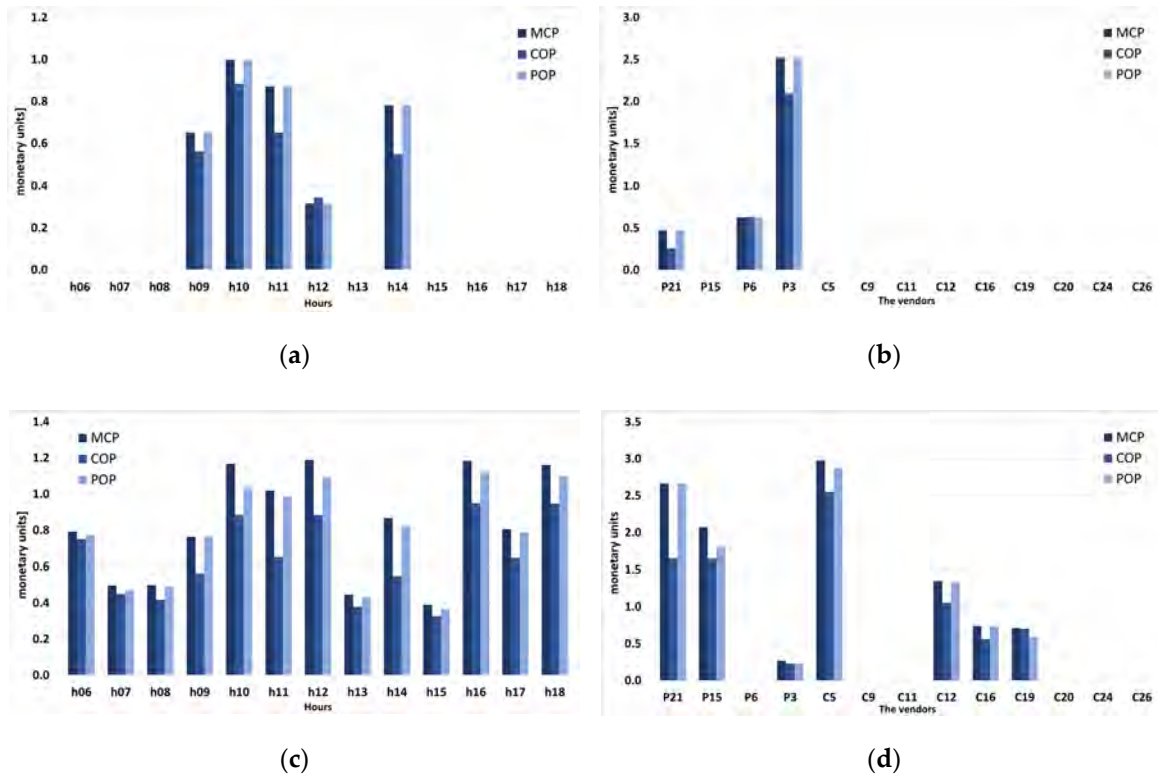 1.2
1.0
0.8
0.6
0.4
0.2
0.0
monetary units]
MCP
COP
POP
h06 h07 h08 h09 h10 h11 h12 h13 h14 h15 h16 h17 h18
Hours
(a)
3.0
2.5
2.0
1.5
1.0
0.5
0.0
monetary units]
MCP
COP
POP
P21 P15 P6 P3 C5 C9 C11 C12 C16 C19 C20 C24 C26
The vendors
(b)
1.4
1.2
1.0
0.8
0.6
0.4
0.2
0.0
monetary units]
MCP
COP
POP
h06 h07 h08 h09 h10 h11 h12 h13 h14 h15 h16 h17 h18
Hours
(c)
3.5
3.0
2.5
2.0
1.5
1.0
0.5
0.0
monetary units
MCP
COP
POP
P21 P15 P6 P3 C5 C9 C11 C12 C16 C19 C20 C24 C26
The vendors
(d)